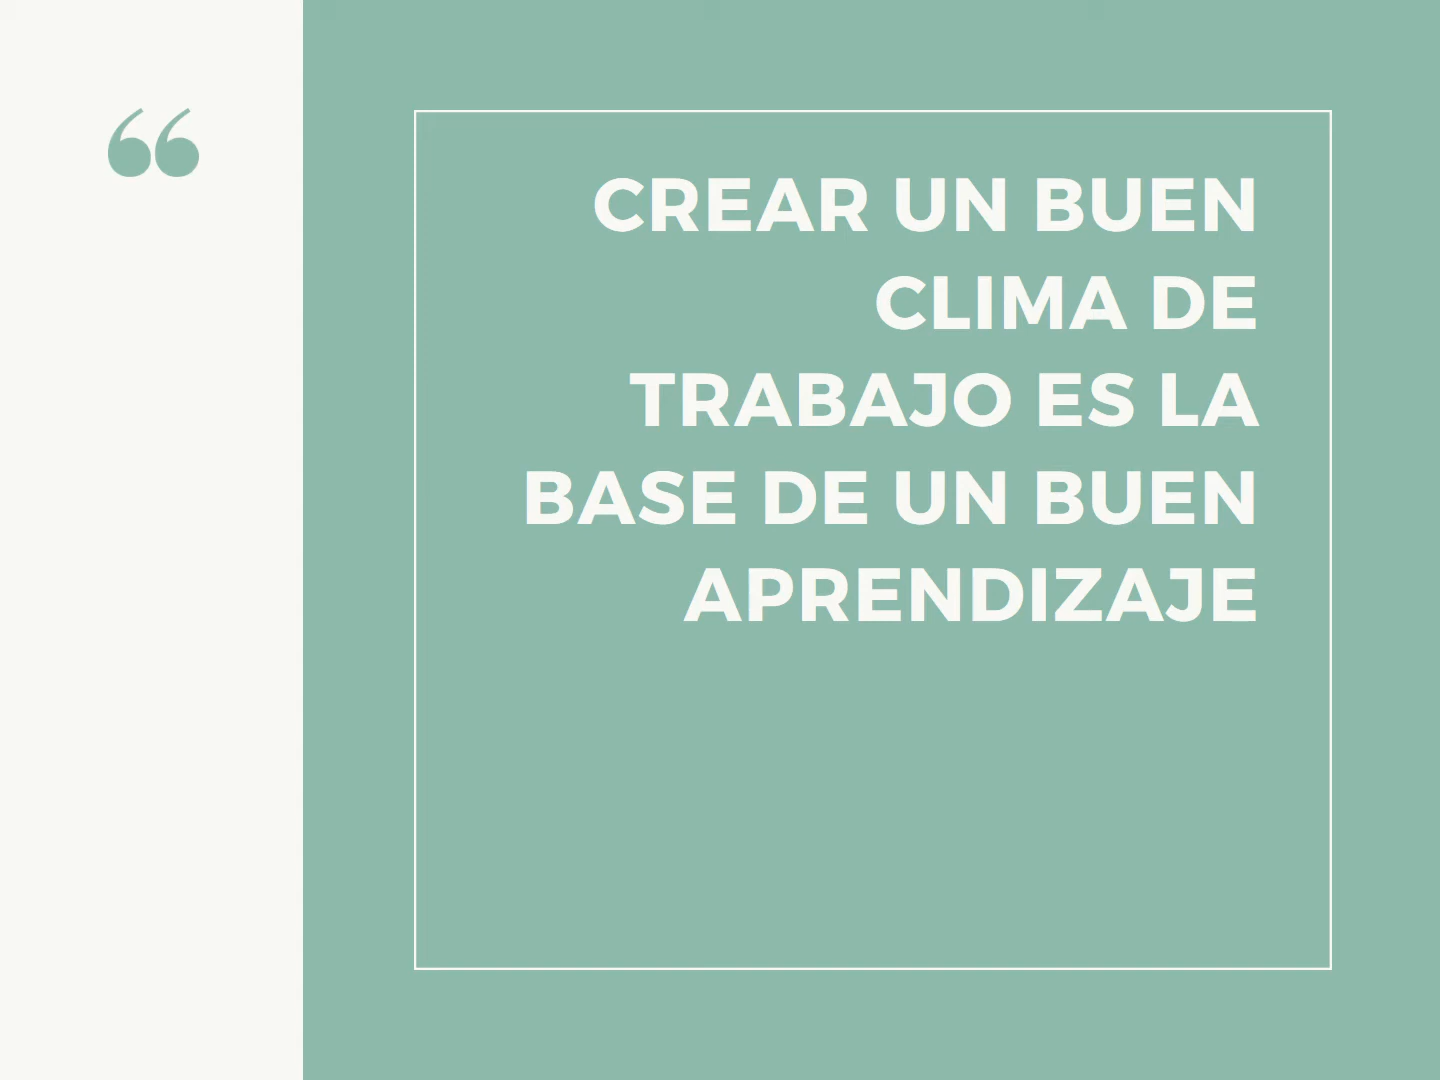 “
CREAR UN BUEN
CLIMA DE
TRABAJO ES LA
BASE DE UN BUEN
APRENDIZAJE